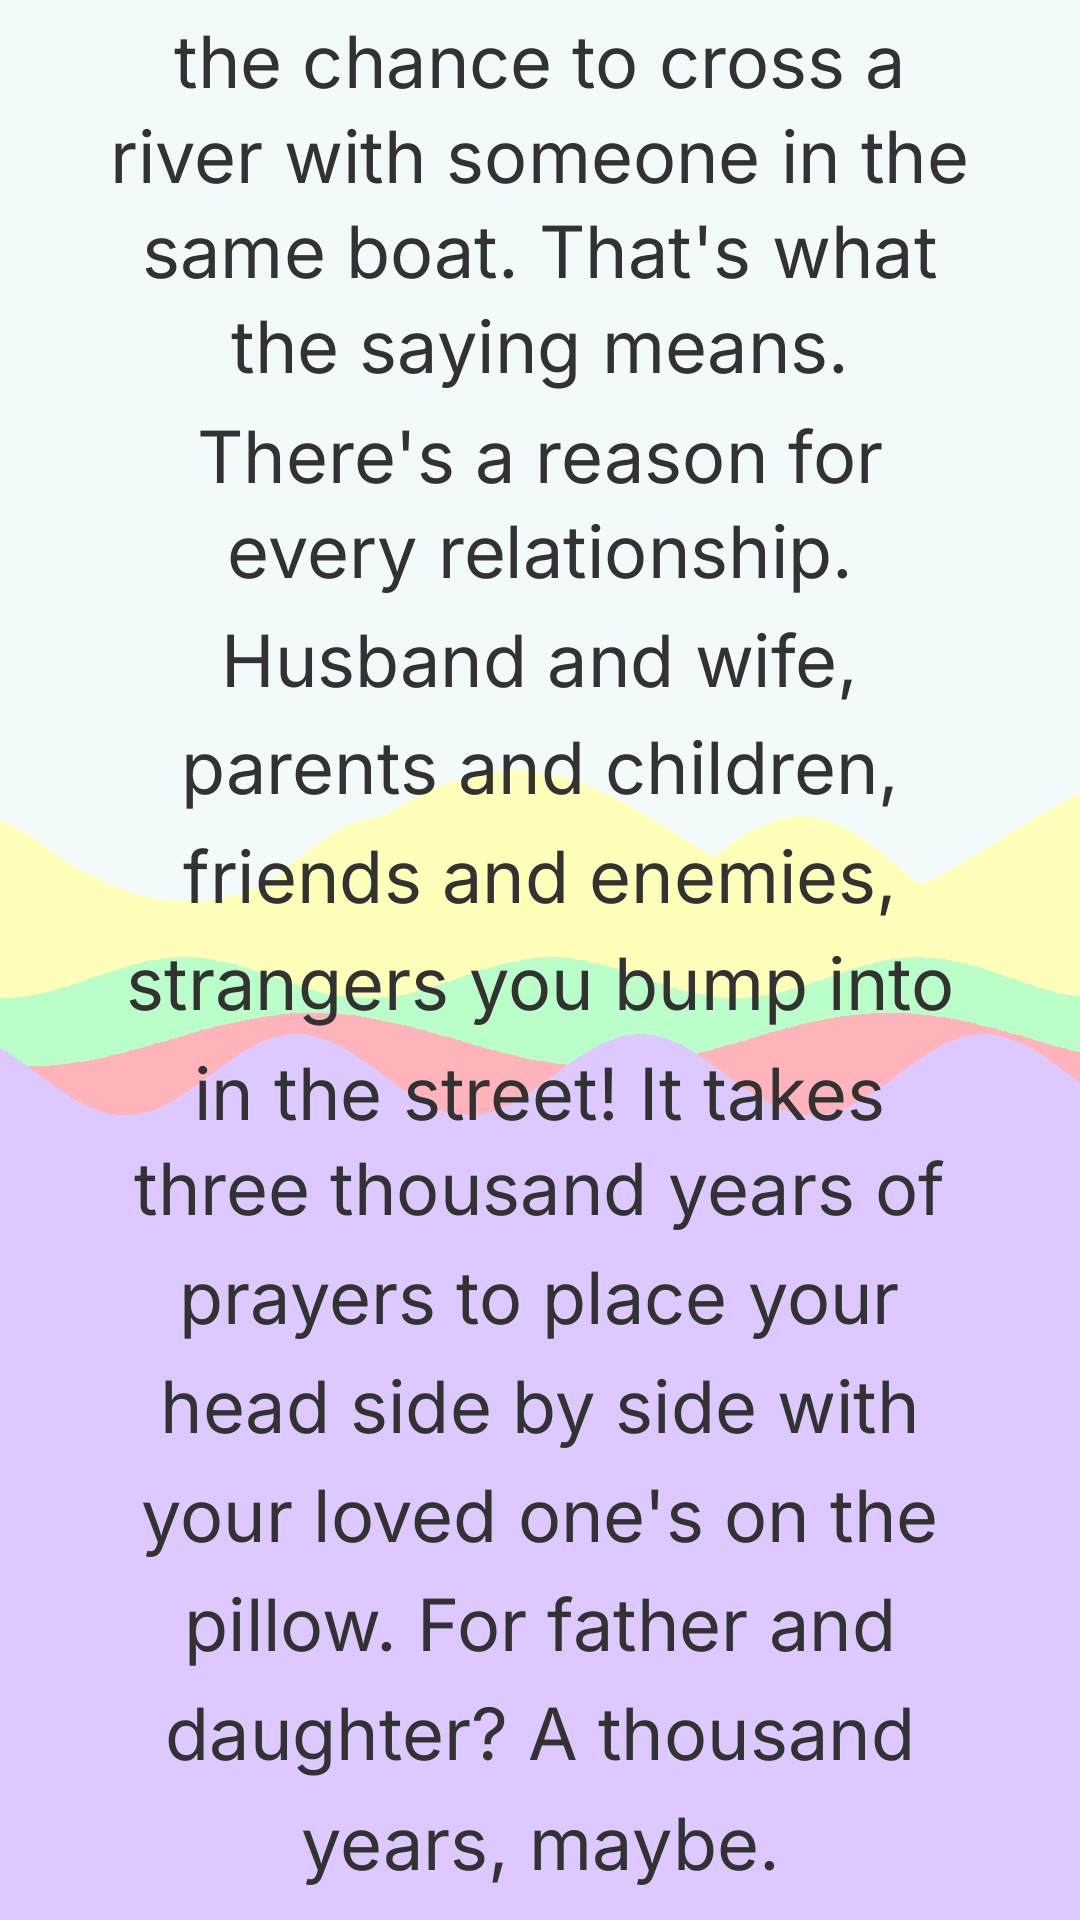 the chance to cross a
river with someone in the
same boat. That's what
the saying means.
There's a reason for
every relationship.
Husband and wife,
parents and children,
friends and enemies,
strangers you bump into
in the street! It takes
three thousand years of
prayers to place your
head side by side with
your loved one's on the
pillow. For father and
daughter? A thousand
years, maybe.